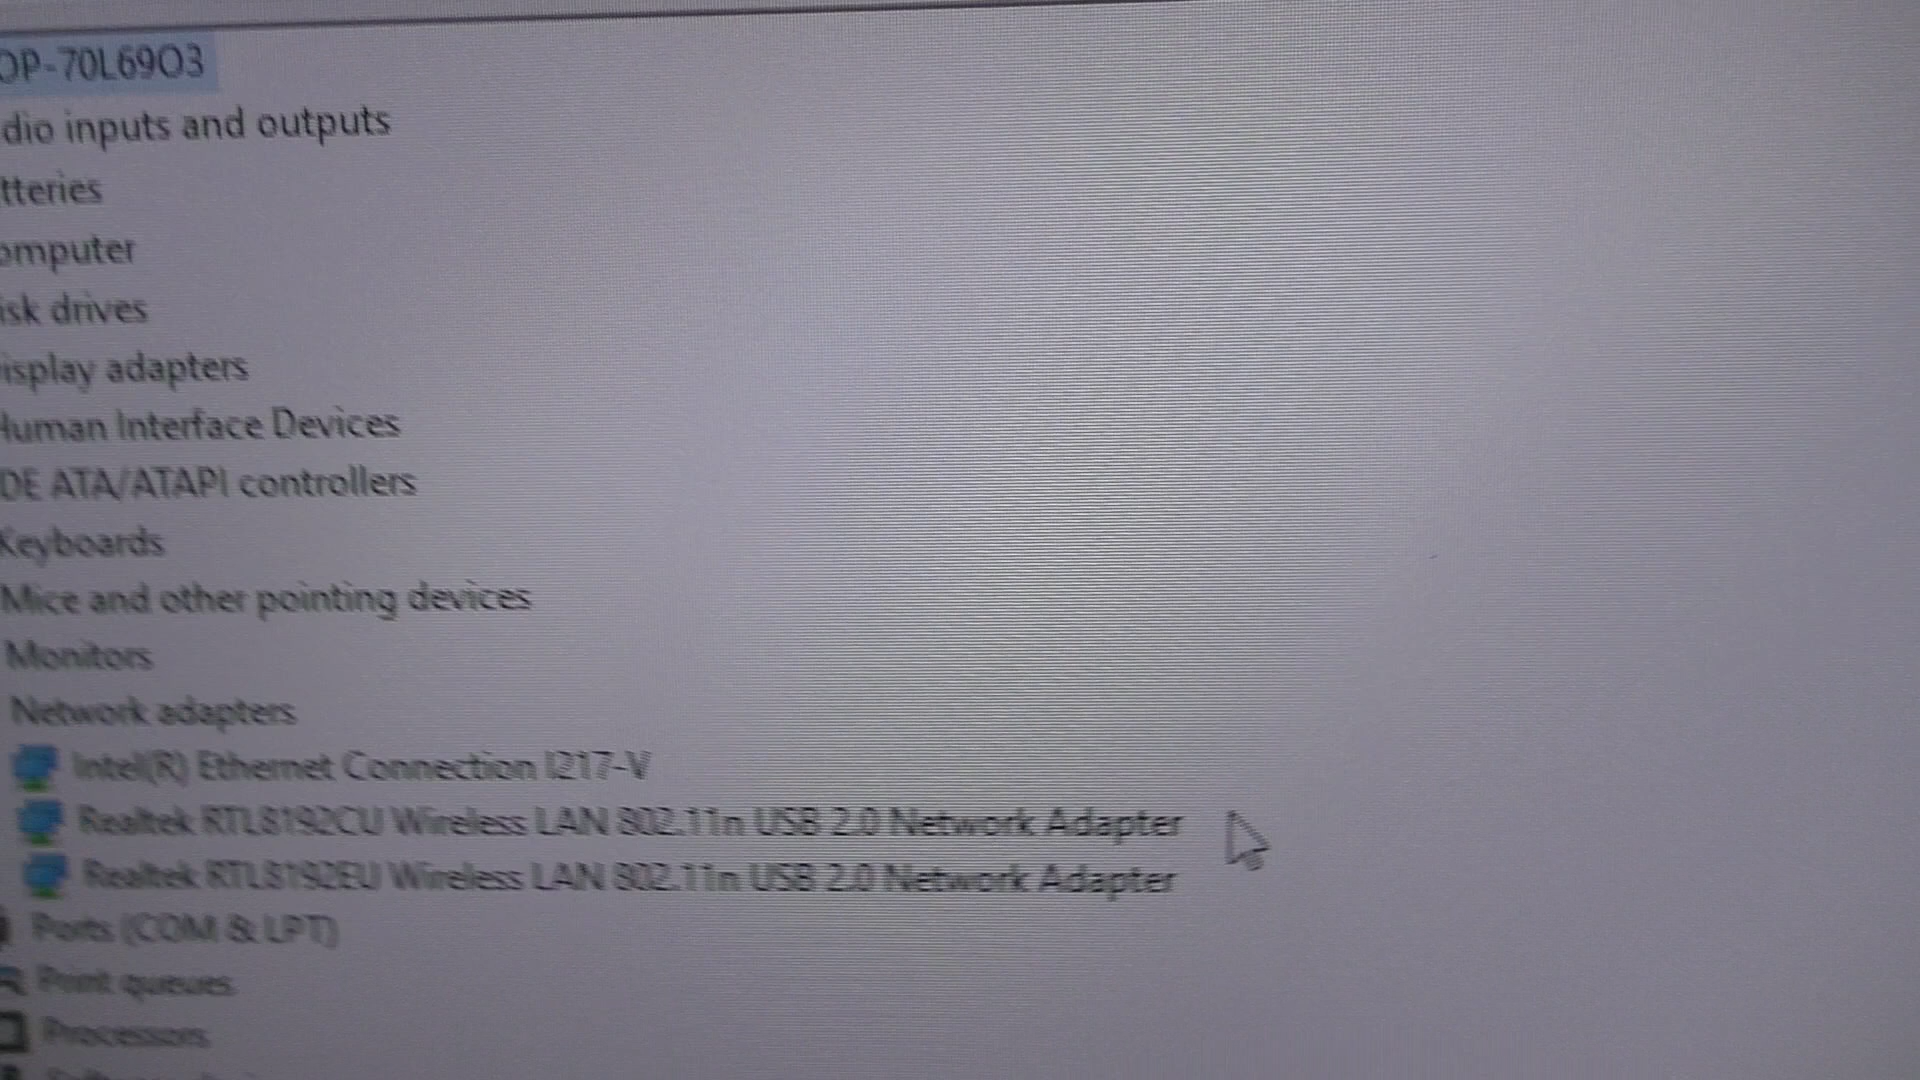 OP-70L69O3
dio inputs and outputs
tteries
omputer
isk drives
isplay adapters
Human Interface Devices
DE ATA/ATAPI controllers
Keyboards
Mice and other pointing devices
Monitors
Network adapters
Intel(R) Ethernet Connection I217-V
Realtek RTL8192CU Wireless LAN 802.11n USB 2.0 Network Adapter
Realtek RTL8192EU Wireless LAN 802.11n USB 2.0 Network Adapter
Ports (COM & LPT)
Print queues
Processors